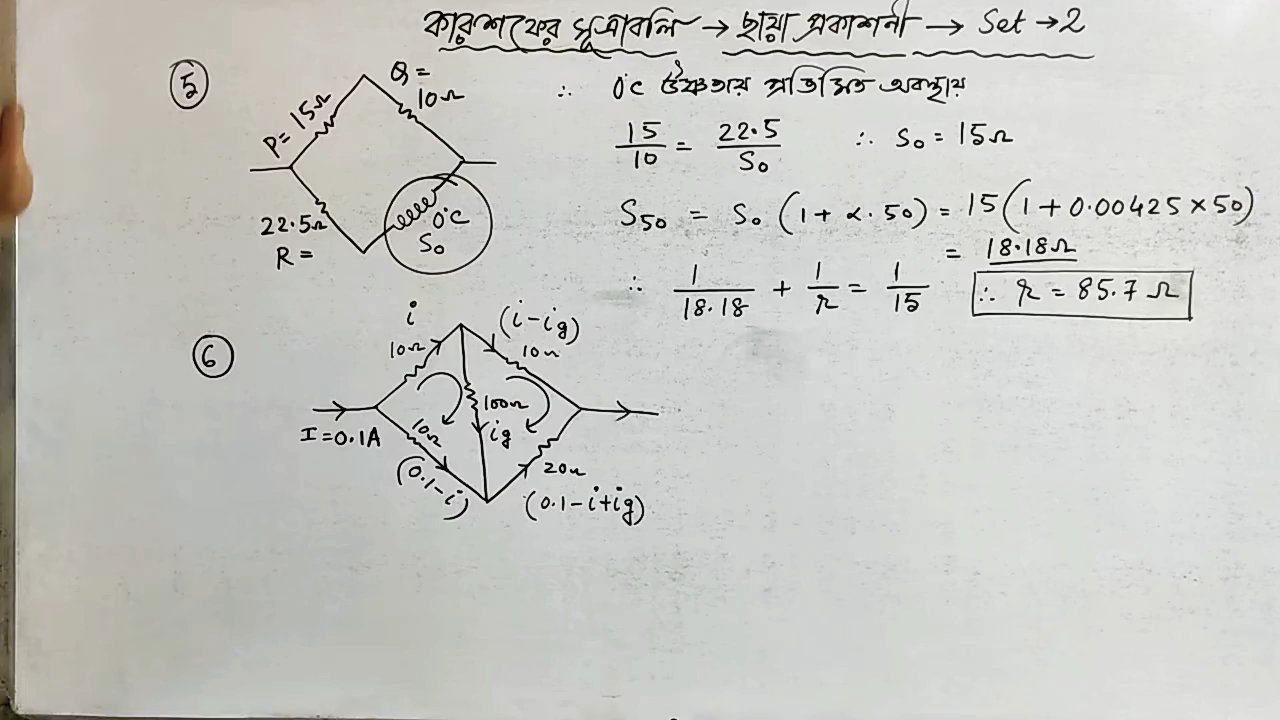 কারশফের সূত্রাবলি → ছায়া প্রকাশনী → Set → 2
5
P = 15Ω
Q = 10Ω
22.5Ω
R =
0°C
S₀
∴ 0°C উষ্ণতায় প্রতিমিত অবস্থায়
15/10 = 22.5/S₀ ∴ S₀ = 15Ω
S₅₀ = S₀ (1 + α. 50) = 15(1 + 0.00425 × 50)
= 18.18Ω
∴ 1/18.18 + 1/r = 1/15 ∴ r = 85.7 Ω
6
i
(i - ig)
10Ω
10Ω
100Ω
ig
I = 0.1A
10Ω
(0.1 - i)
20Ω
(0.1 - i + ig)